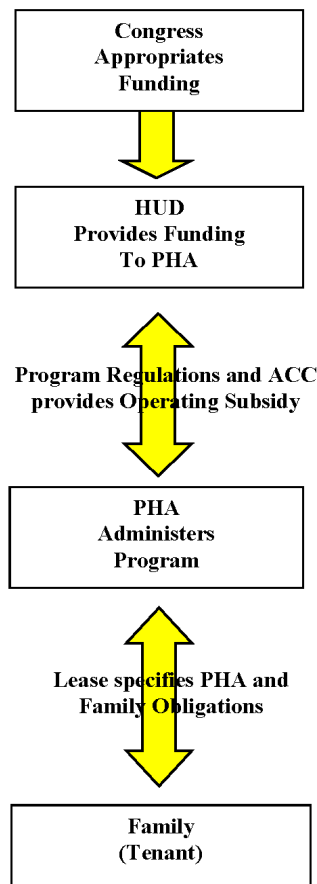 Congress
Appropriates
Funding
HUD
Provides Funding
To PHA
Program Regulations and ACC
provides Operating Subsidy
PHA
Administers
Program
Lease specifies PHA and
Family Obligations
Family
(Tenant)